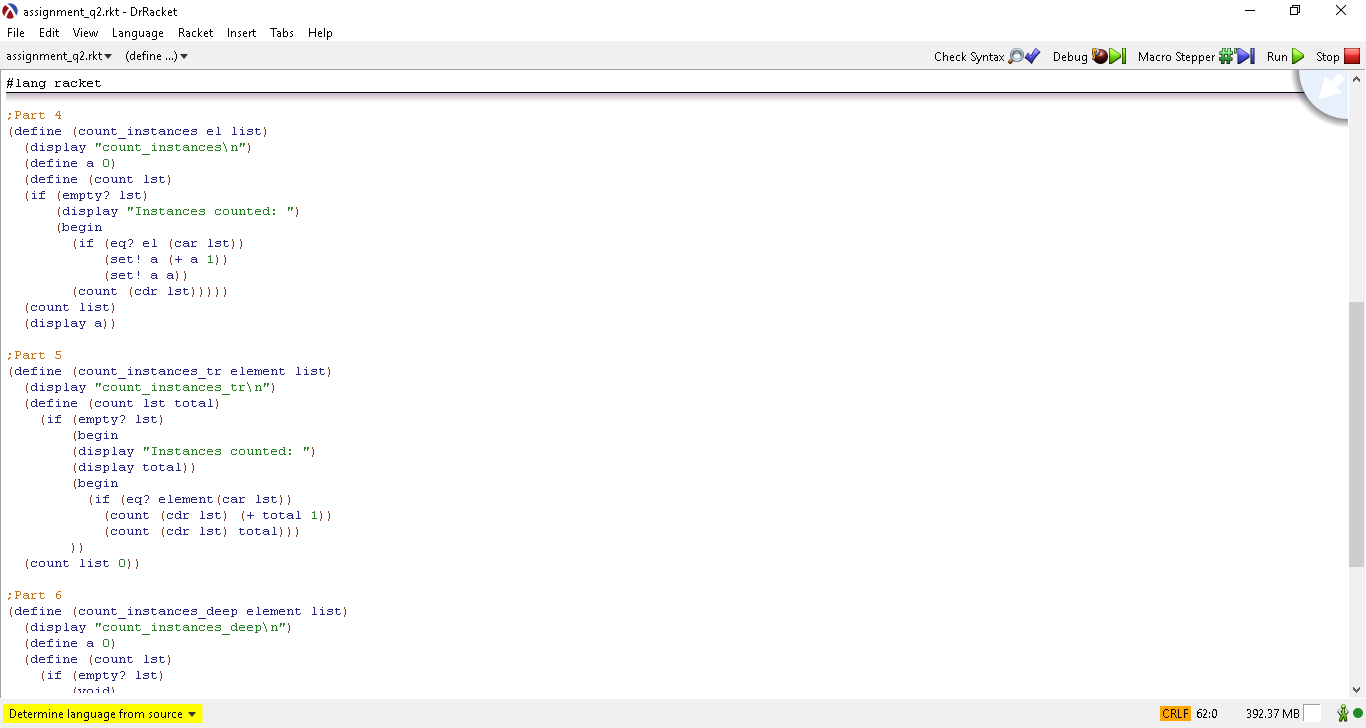 assignment_q2.rkt - DrRacket
File Edit View Language Racket Insert Tabs Help
assignment_q2.rkt▾ (define ...)▾ Check Syntax Debug Macro Stepper Run Stop
#lang racket
;Part 4
(define (count_instances el list)
  (display "count_instances\n")
  (define a 0)
  (define (count lst)
  (if (empty? lst)
      (display "Instances counted: ")
      (begin
        (if (eq? el (car lst))
            (set! a (+ a 1))
            (set! a a))
        (count (cdr lst)))))
  (count list)
  (display a))
;Part 5
(define (count_instances_tr element list)
  (display "count_instances_tr\n")
  (define (count lst total)
    (if (empty? lst)
        (begin
        (display "Instances counted: ")
        (display total))
        (begin
          (if (eq? element(car lst))
            (count (cdr lst) (+ total 1))
            (count (cdr lst) total)))
        ))
  (count list 0))
;Part 6
(define (count_instances_deep element list)
  (display "count_instances_deep\n")
  (define a 0)
  (define (count lst)
    (if (empty? lst)
        (void)
Determine language from source ▾ CRLF 62:0 392.37 MB